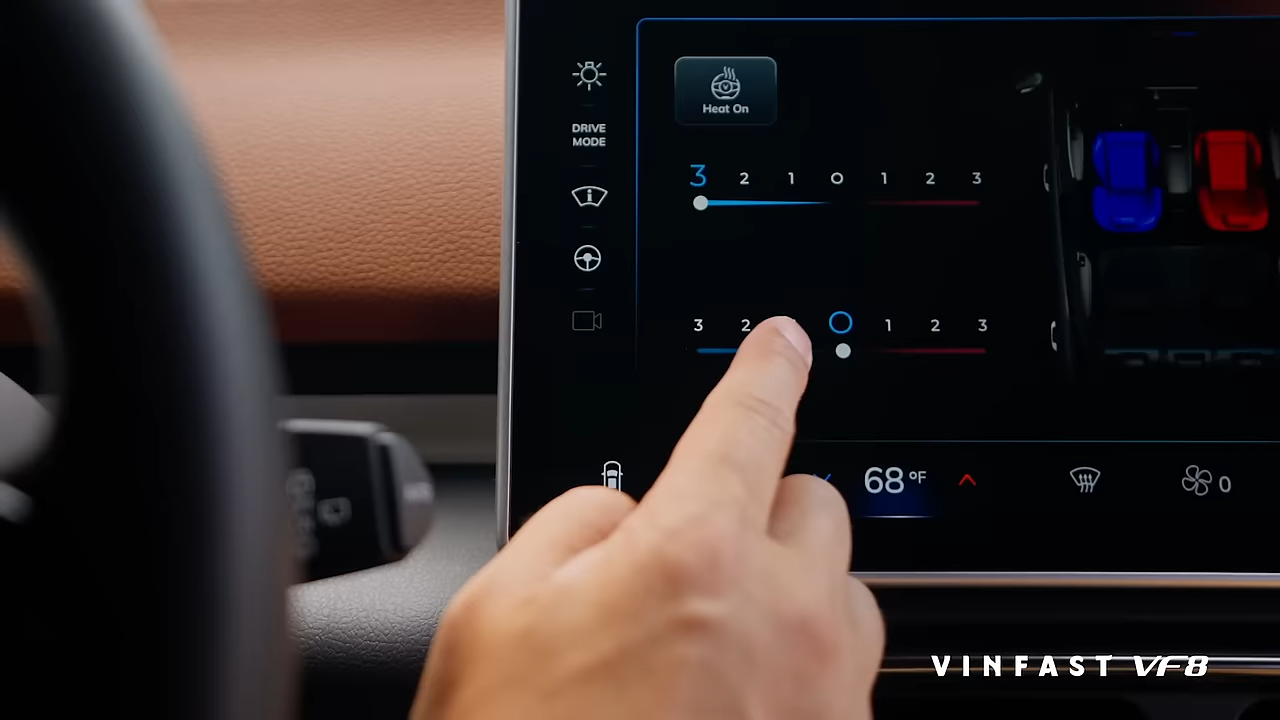 Heat On
DRIVE
MODE
3 2 1 0 1 2 3
3 2 0 1 2 3
68 °F
0
VINFAST VF8